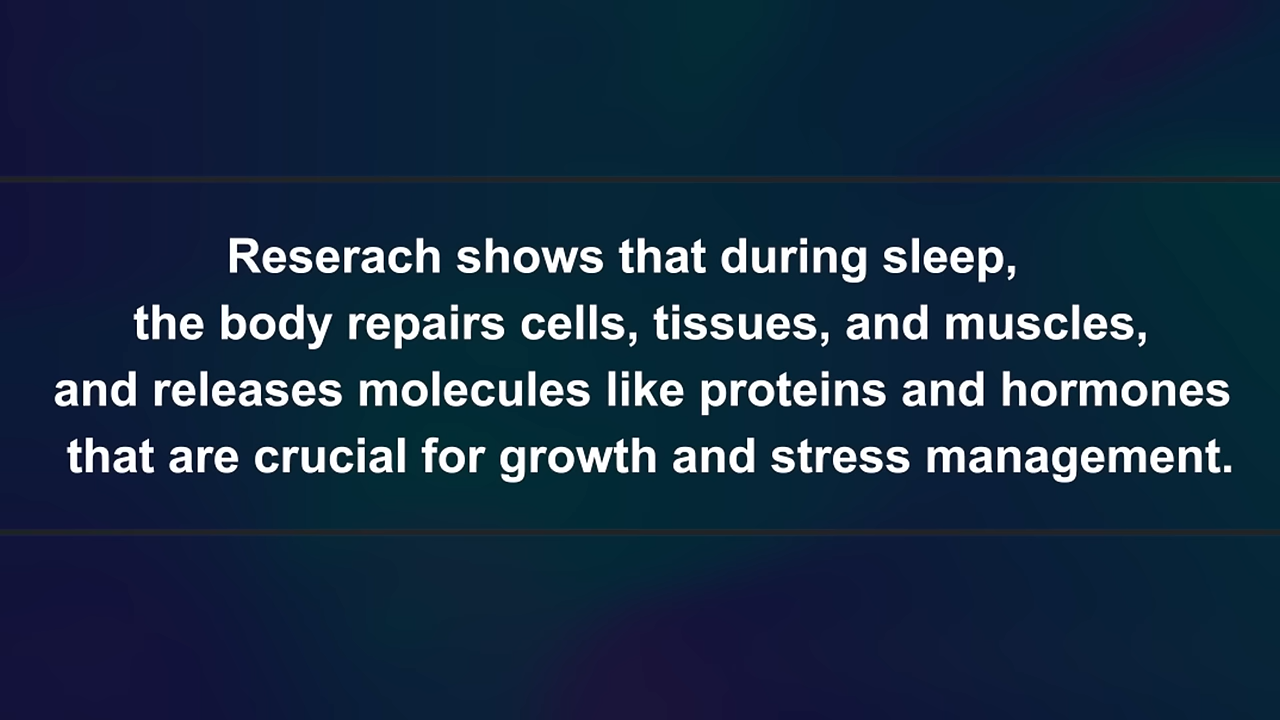 Reserach shows that during sleep,
the body repairs cells, tissues, and muscles,
and releases molecules like proteins and hormones
that are crucial for growth and stress management.